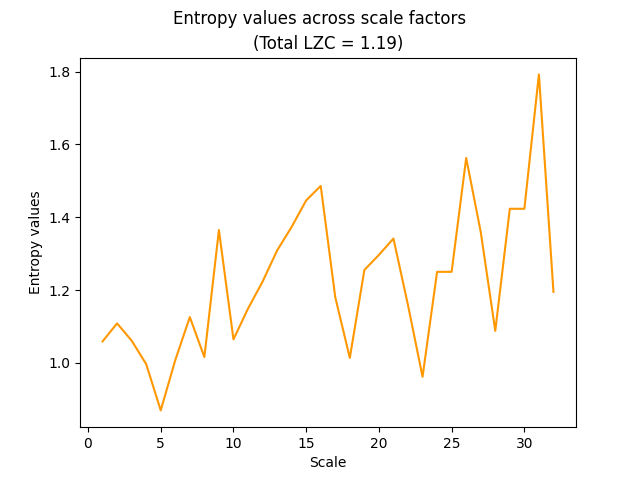 Entropy values across scale factors
(Total LZC = 1.19)
1.8
1.6
1.4
1.2
1.0
Entropy values
0 5 10 15 20 25 30
Scale